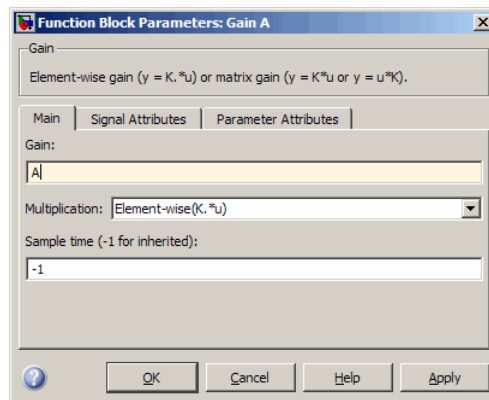 Function Block Parameters: Gain A
Gain
Element-wise gain (y = K.*u) or matrix gain (y = K*u or y = u*K).
Main Signal Attributes Parameter Attributes
Gain:
A
Multiplication: Element-wise(K.*u)
Sample time (-1 for inherited):
-1
OK Cancel Help Apply